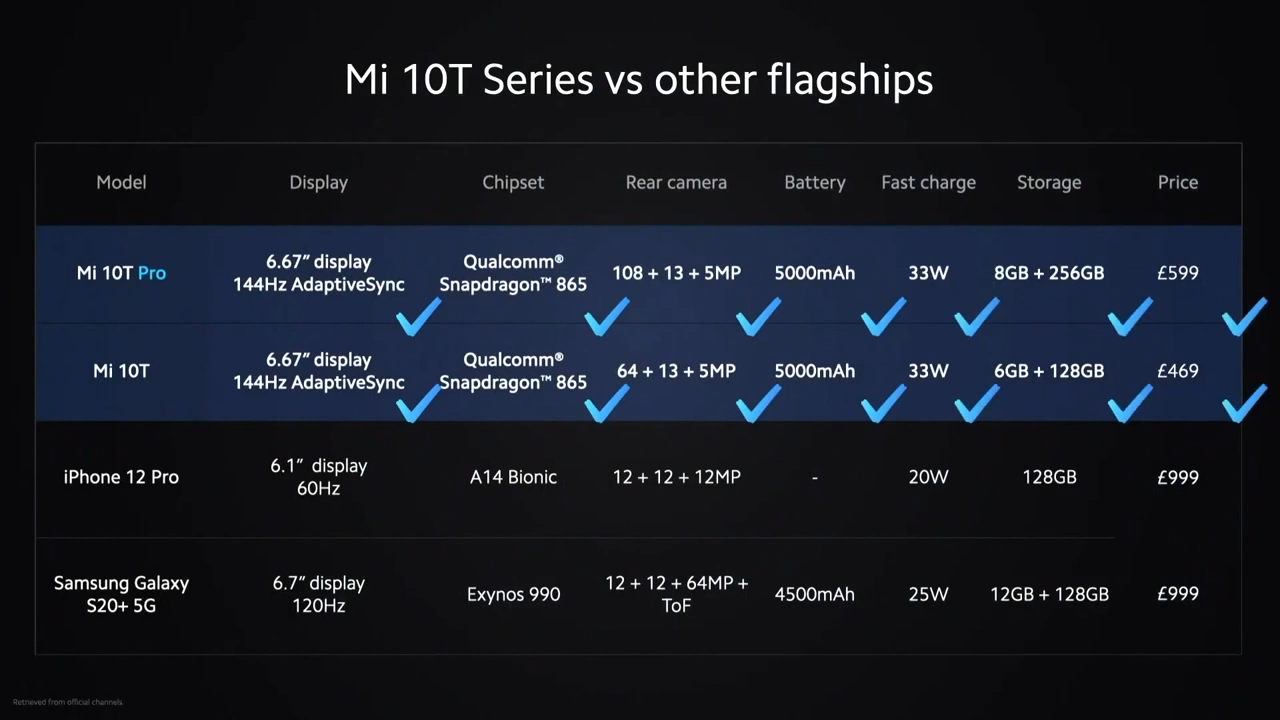 Mi 10T Series vs other flagships
Model Display Chipset Rear camera Battery Fast charge Storage Price
Mi 10T Pro 6.67″ display 144Hz AdaptiveSync Qualcomm® Snapdragon™ 865 108 + 13 + 5MP 5000mAh 33W 8GB + 256GB £599
Mi 10T 6.67″ display 144Hz AdaptiveSync Qualcomm® Snapdragon™ 865 64 + 13 + 5MP 5000mAh 33W 6GB + 128GB £469
iPhone 12 Pro 6.1″ display 60Hz A14 Bionic 12 + 12 + 12MP - 20W 128GB £999
Samsung Galaxy S20+ 5G 6.7″ display 120Hz Exynos 990 12 + 12 + 64MP + ToF 4500mAh 25W 12GB + 128GB £999
Retrieved from official channels.